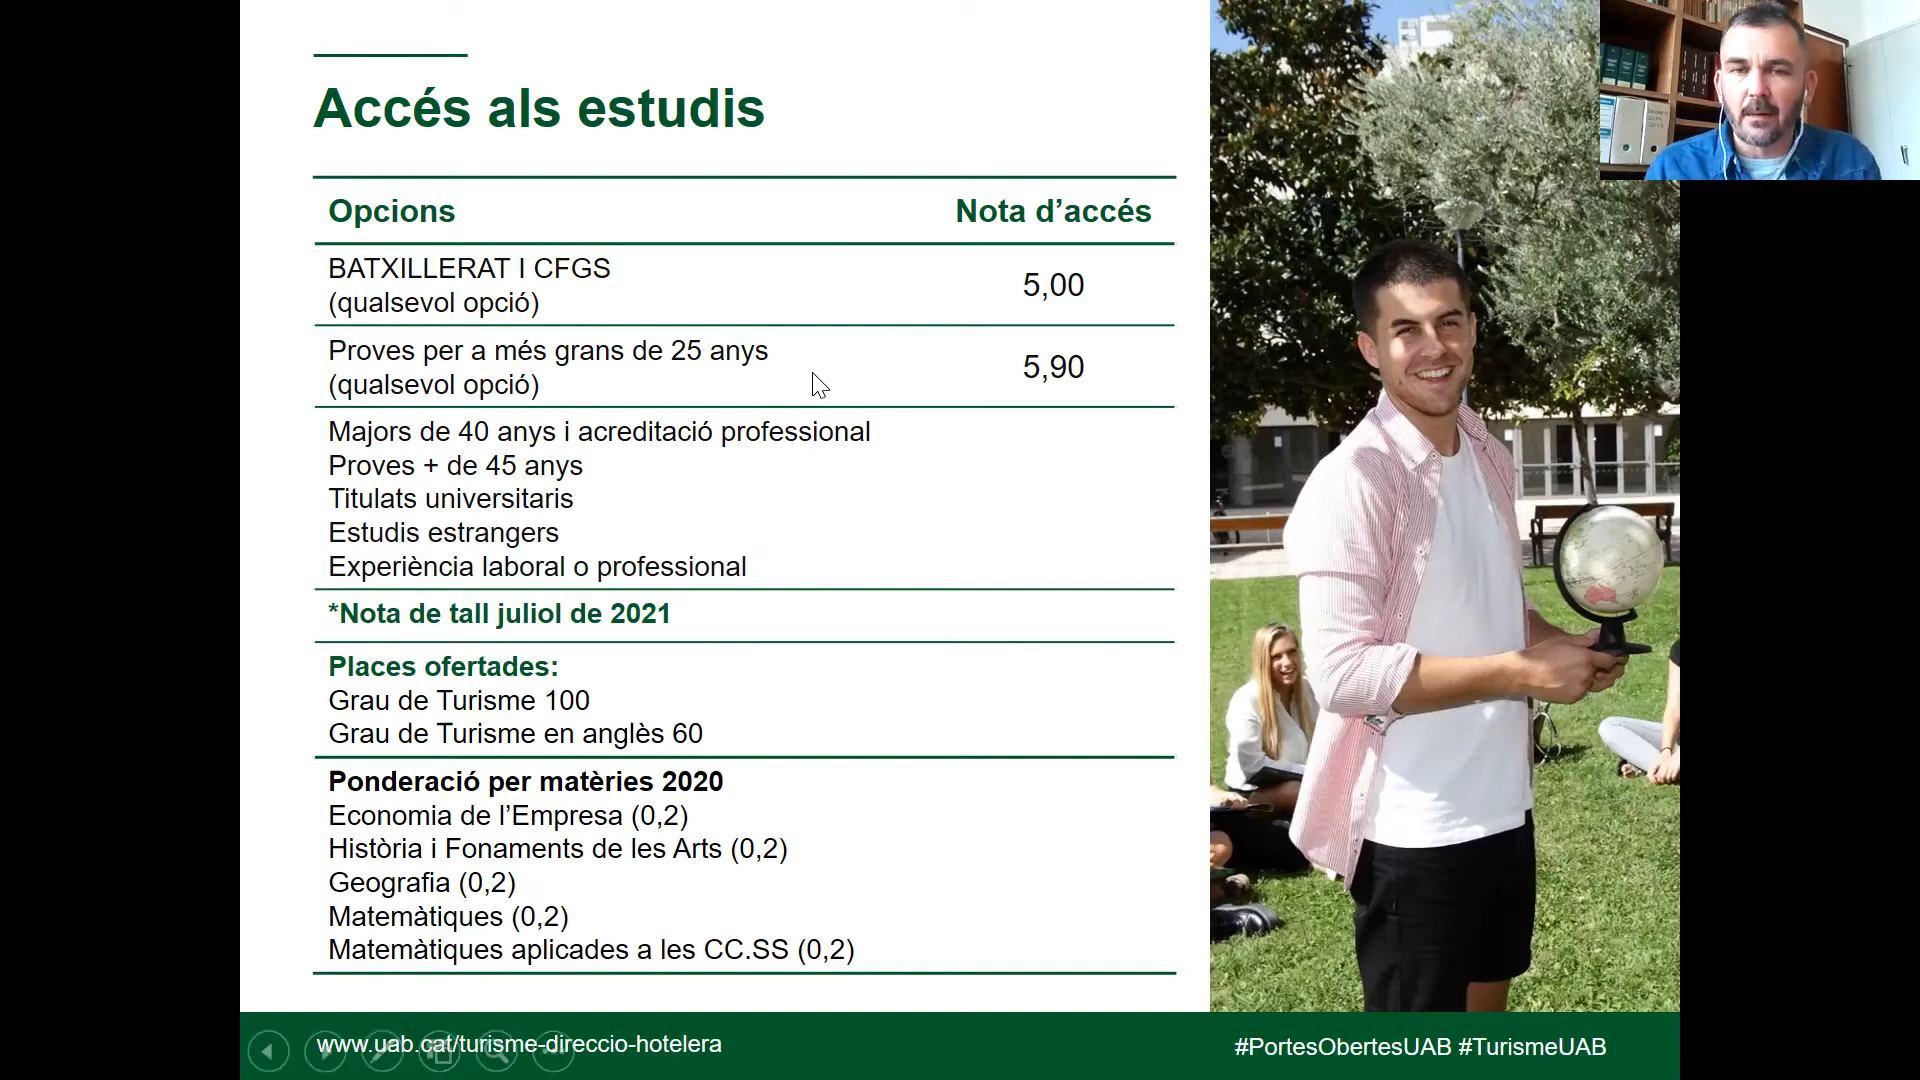 Accés als estudis
Opcions
Nota d’accés
BATXILLERAT I CFGS
(qualsevol opció)
5,00
Proves per a més grans de 25 anys
(qualsevol opció)
5,90
Majors de 40 anys i acreditació professional
Proves + de 45 anys
Titulats universitaris
Estudis estrangers
Experiència laboral o professional
*Nota de tall juliol de 2021
Places ofertades:
Grau de Turisme 100
Grau de Turisme en anglès 60
Ponderació per matèries 2020
Economia de l’Empresa (0,2)
Història i Fonaments de les Arts (0,2)
Geografia (0,2)
Matemàtiques (0,2)
Matemàtiques aplicades a les CC.SS (0,2)
www.uab.cat/turisme-direccio-hotelera
#PortesObertesUAB #TurismeUAB